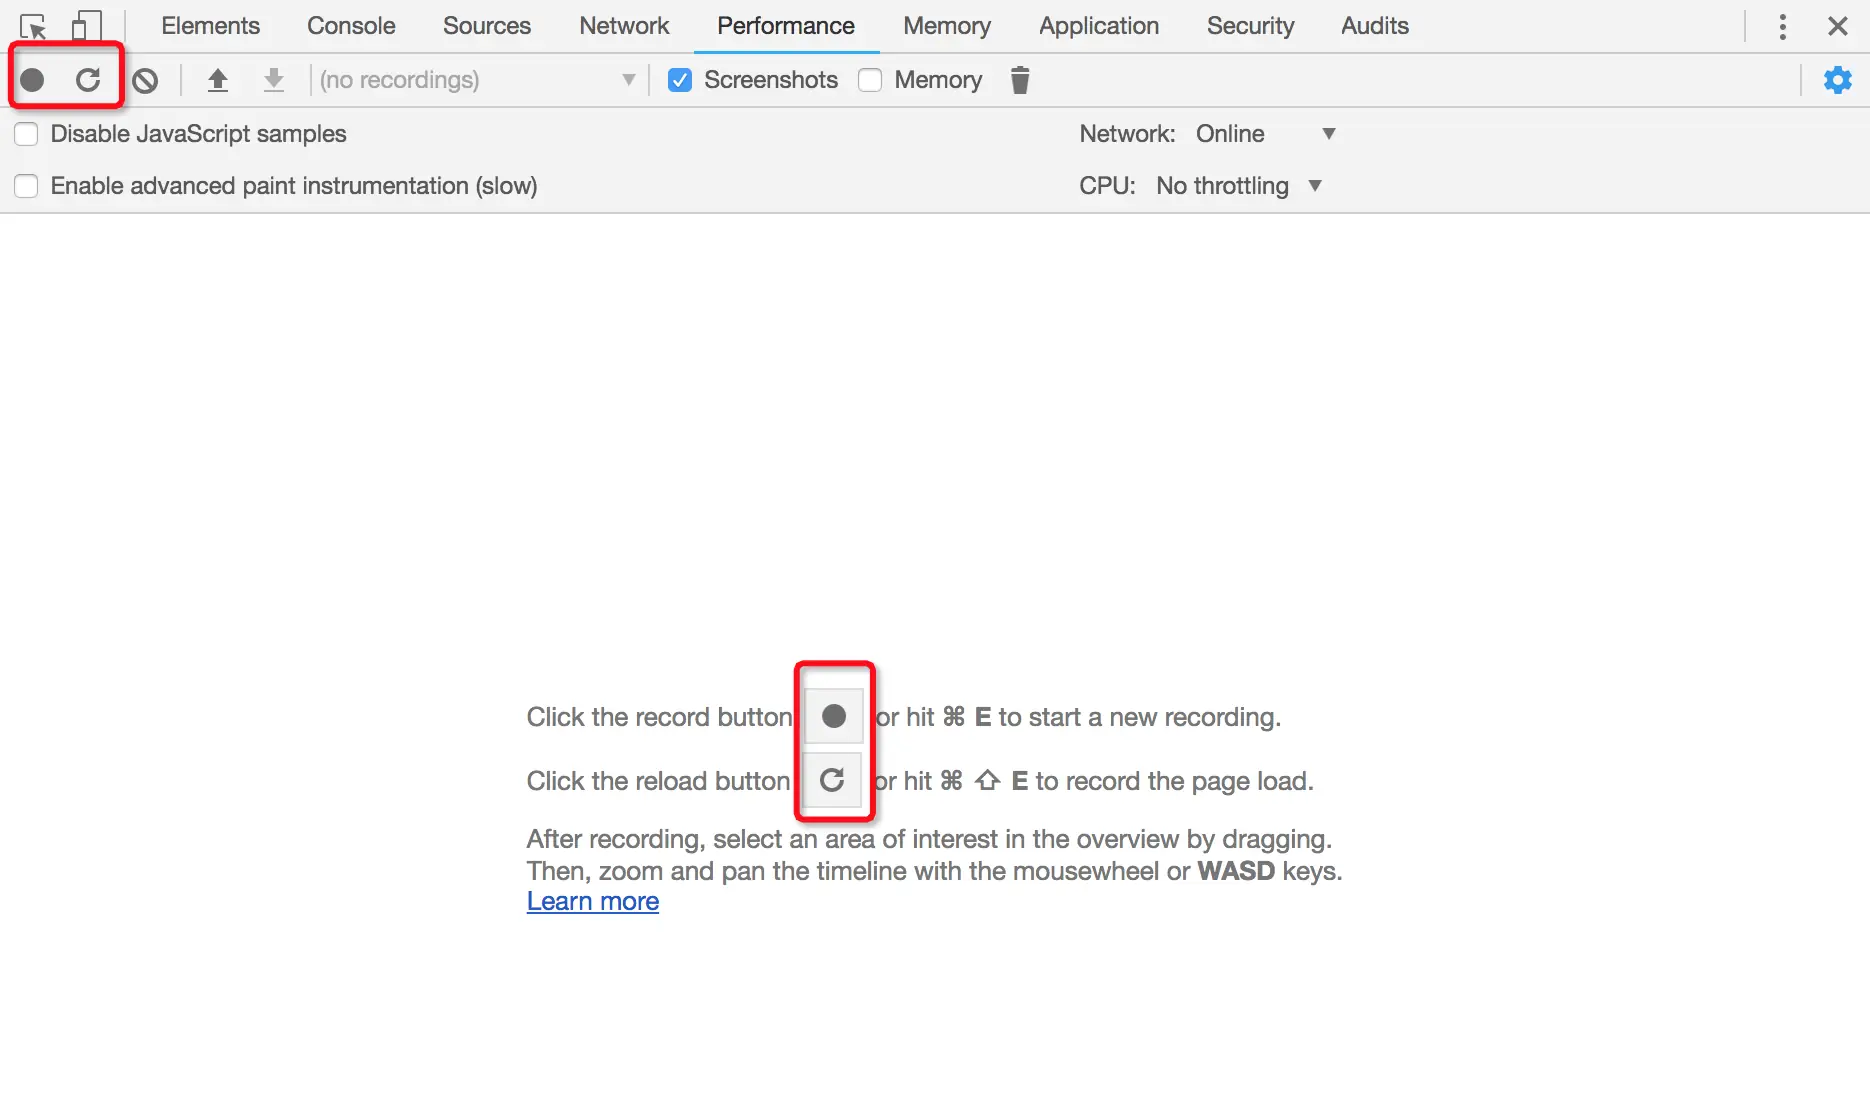 Elements Console Sources Network Performance Memory Application Security Audits
(no recordings) Screenshots Memory
Disable JavaScript samples Network: Online
Enable advanced paint instrumentation (slow) CPU: No throttling
Click the record button or hit ⌘ E to start a new recording.
Click the reload button or hit ⌘ ⇧ E to record the page load.
After recording, select an area of interest in the overview by dragging.
Then, zoom and pan the timeline with the mousewheel or WASD keys.
Learn more